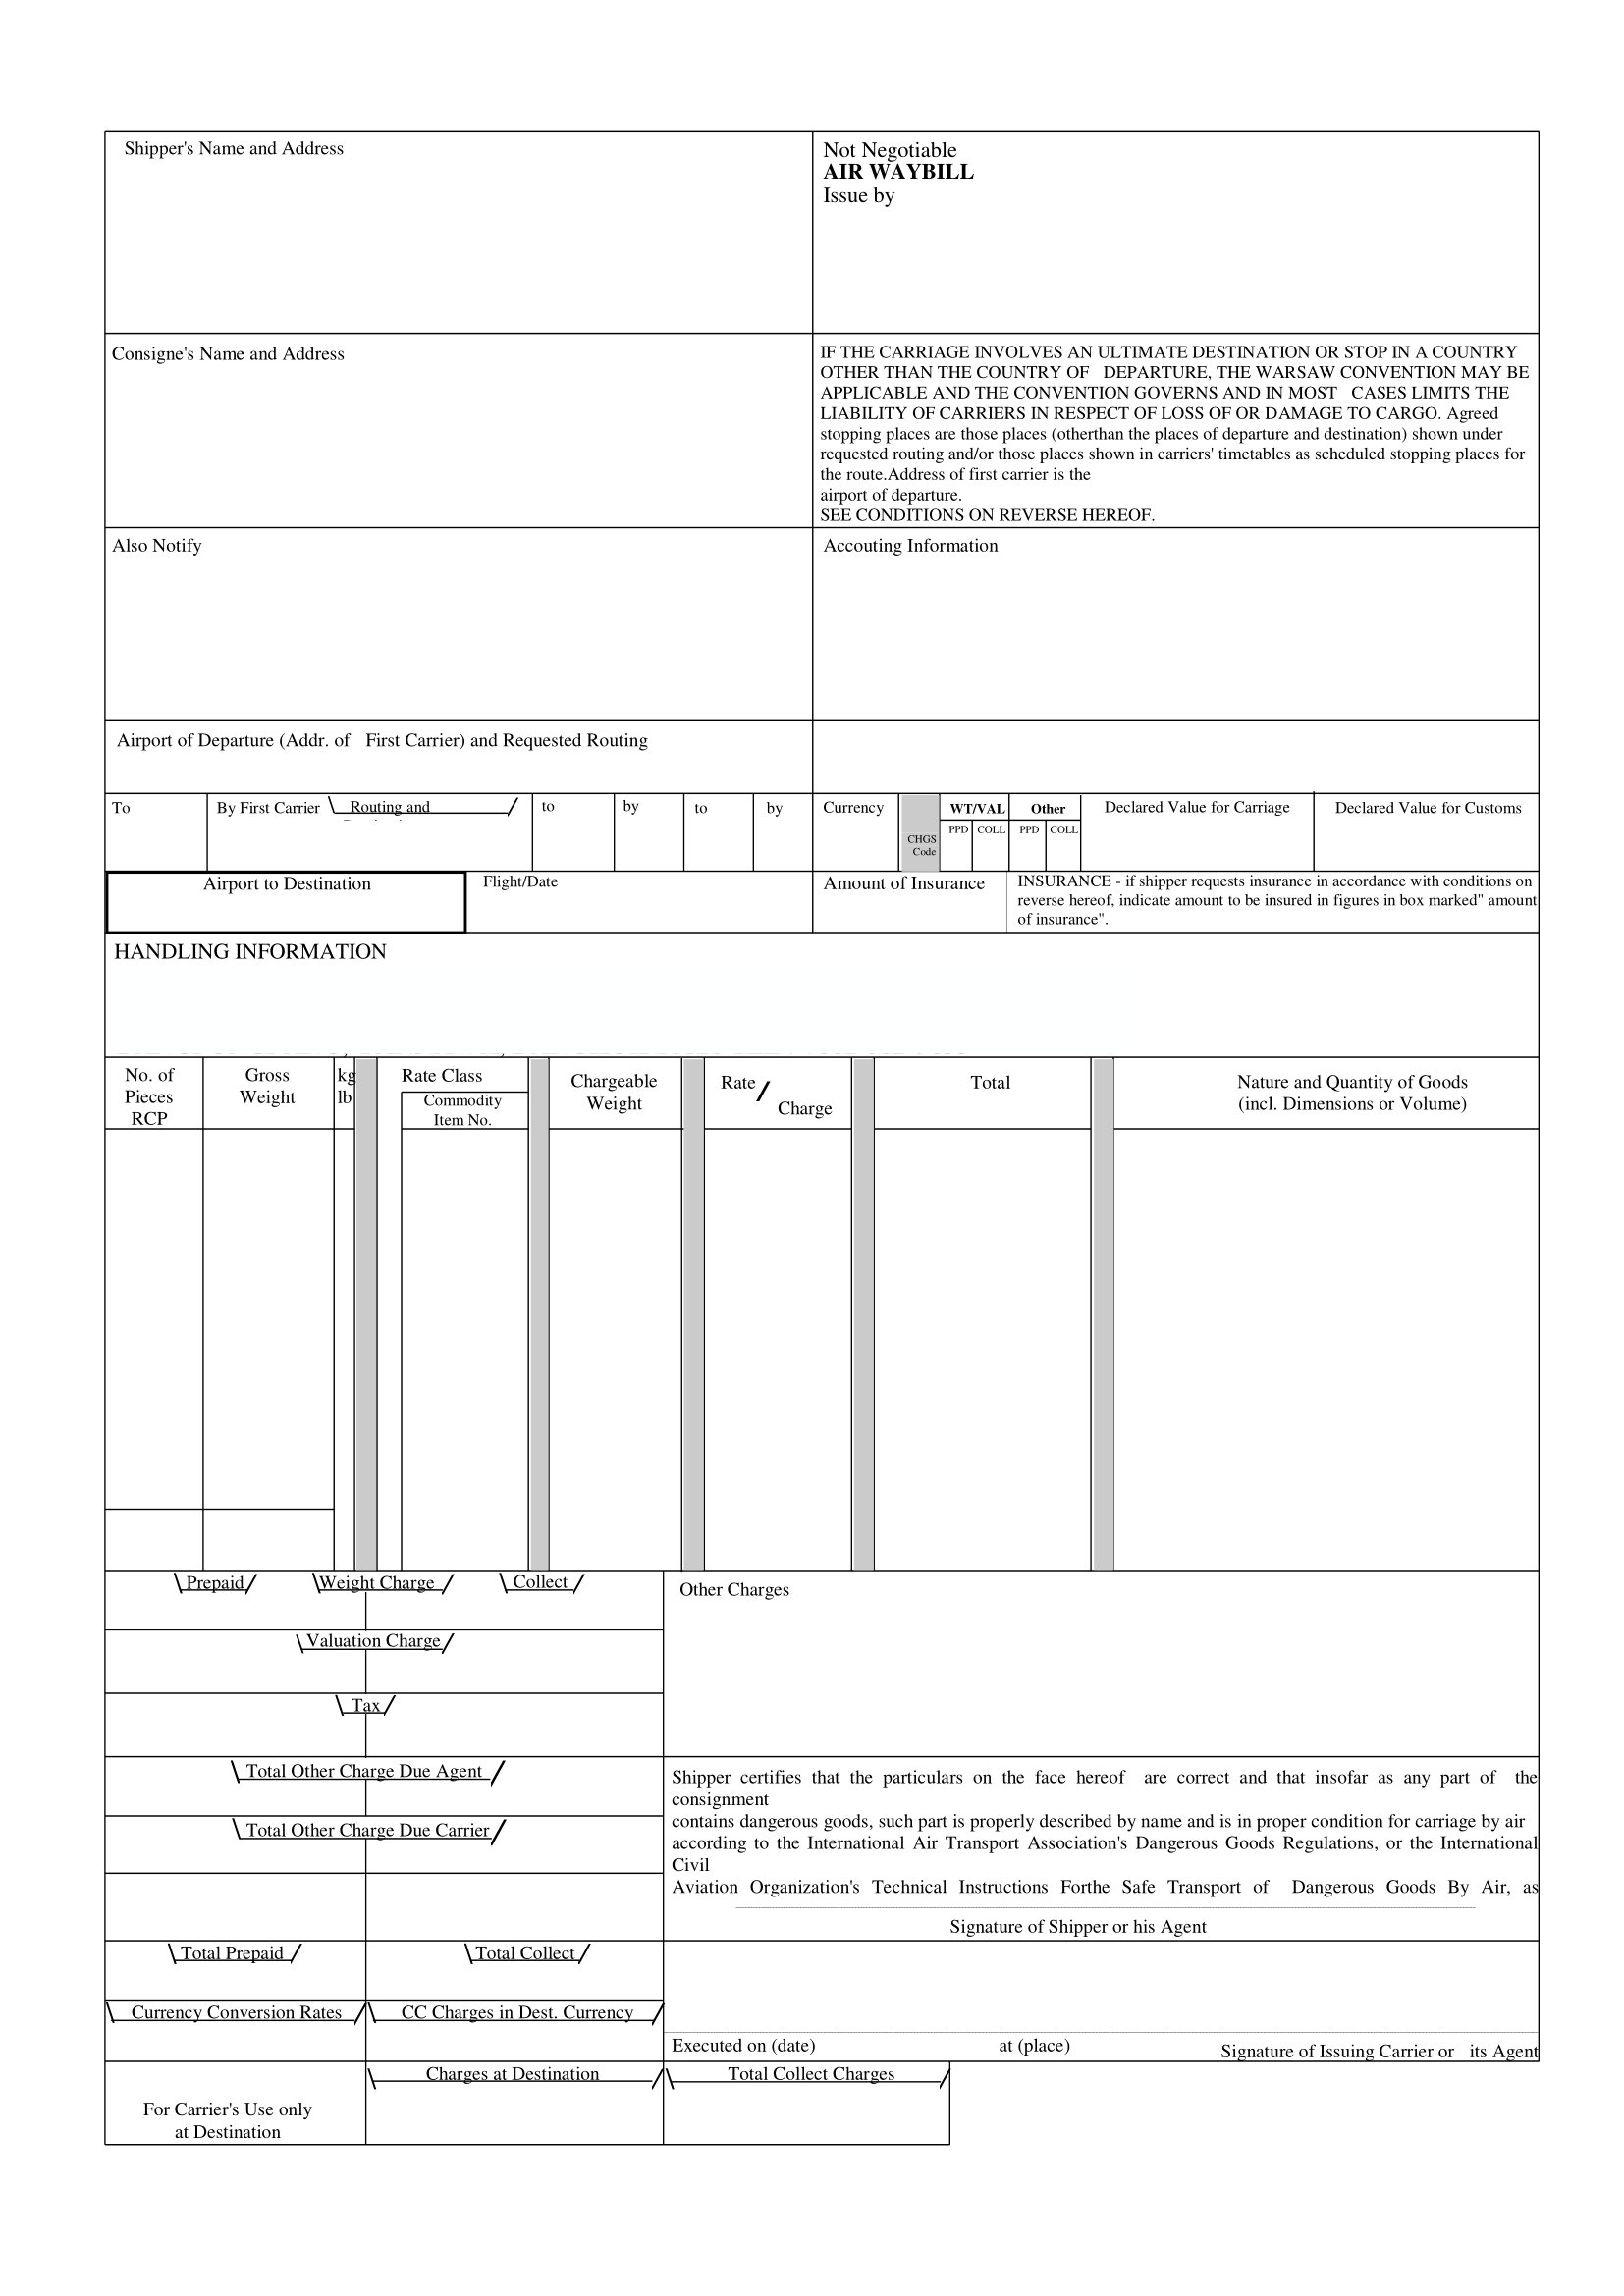 Shipper's Name and Address
Not Negotiable
AIR WAYBILL
Issue by
Consigne's Name and Address
IF THE CARRIAGE INVOLVES AN ULTIMATE DESTINATION OR STOP IN A COUNTRY
OTHER THAN THE COUNTRY OF DEPARTURE, THE WARSAW CONVENTION MAY BE
APPLICABLE AND THE CONVENTION GOVERNS AND IN MOST CASES LIMITS THE
LIABILITY OF CARRIERS IN RESPECT OF LOSS OF OR DAMAGE TO CARGO. Agreed
stopping places are those places (otherthan the places of departure and destination) shown under
requested routing and/or those places shown in carriers' timetables as scheduled stopping places for
the route.Address of first carrier is the
airport of departure.
SEE CONDITIONS ON REVERSE HEREOF.
Also Notify
Accouting Information
Airport of Departure (Addr. of First Carrier) and Requested Routing
To
By First Carrier
Routing and
to
by
to
by
Currency
CHGS
Code
WT/VAL
PPD
COLL
Other
PPD
COLL
Declared Value for Carriage
Declared Value for Customs
Airport to Destination
Flight/Date
Amount of Insurance
INSURANCE - if shipper requests insurance in accordance with conditions on
reverse hereof, indicate amount to be insured in figures in box marked" amount
of insurance".
HANDLING INFORMATION
No. of
Pieces
RCP
Gross
Weight
kg
lb
Rate Class
Commodity
Item No.
Chargeable
Weight
Rate /
Charge
Total
Nature and Quantity of Goods
(incl. Dimensions or Volume)
Prepaid
Weight Charge
Collect
Other Charges
Valuation Charge
Tax
Total Other Charge Due Agent
Shipper certifies that the particulars on the face hereof are correct and that insofar as any part of the
consignment
contains dangerous goods, such part is properly described by name and is in proper condition for carriage by air
according to the International Air Transport Association's Dangerous Goods Regulations, or the International
Civil
Aviation Organization's Technical Instructions Forthe Safe Transport of Dangerous Goods By Air, as
Total Other Charge Due Carrier
Signature of Shipper or his Agent
Total Prepaid
Total Collect
Currency Conversion Rates
CC Charges in Dest. Currency
Executed on (date)
at (place)
Signature of Issuing Carrier or its Agent
For Carrier's Use only
at Destination
Charges at Destination
Total Collect Charges